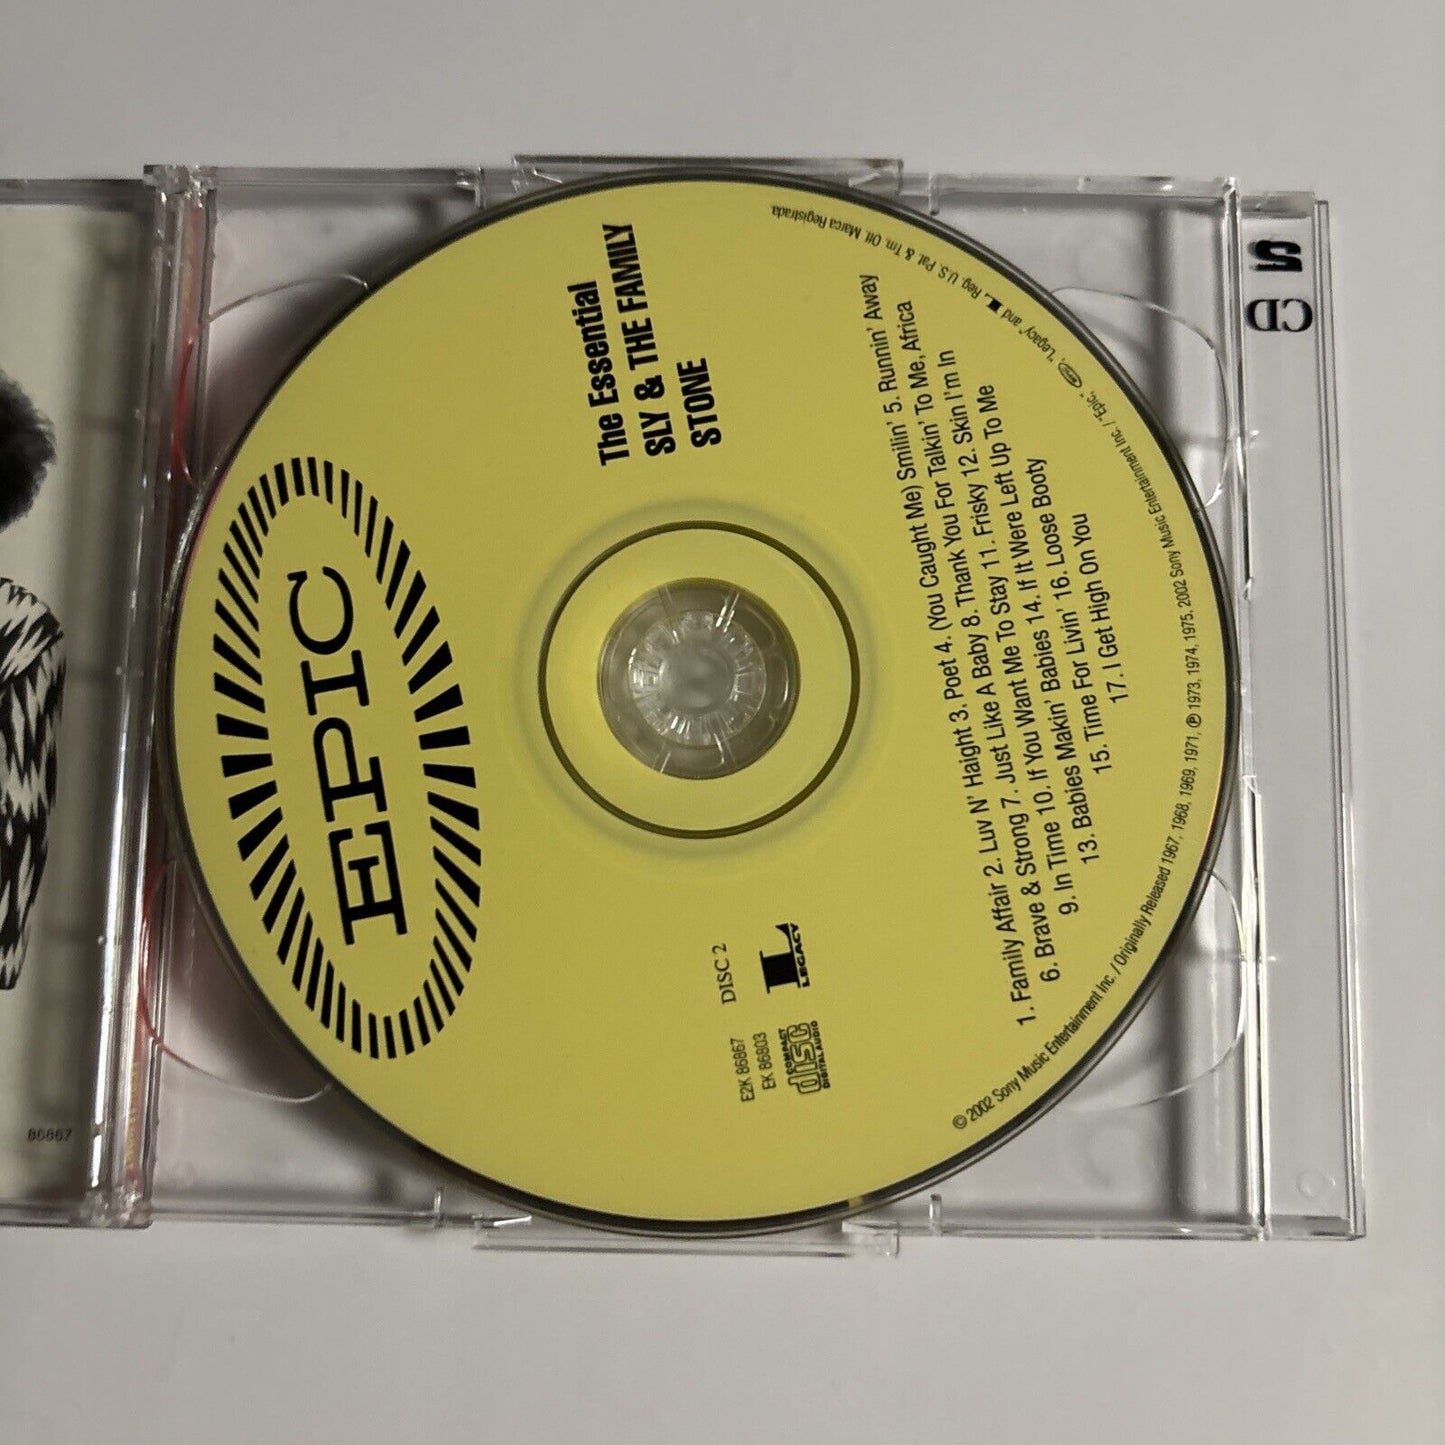 EPIC
The Essential
SLY & THE FAMILY
STONE
E2K 86867
DISC 2
EK 86803
COMPACT
disc
DIGITAL AUDIO
L
LEGACY
1. Family Affair 2. Luv N' Haight 3. Poet 4. (You Caught Me) Smilin' 5. Runnin' Away
6. Brave & Strong 7. Just Like A Baby 8. Thank You For Talkin' To Me, Africa
9. In Time 10. If You Want Me To Stay 11. Frisky 12. Skin I'm In
13. Babies Makin' Babies 14. If It Were Left Up To Me
15. Time For Livin' 16. Loose Booty
17. I Get High On You
© 2002 Sony Music Entertainment Inc. / Originally Released 1967, 1968, 1969, 1971, ℗ 1973, 1974, 1975, 2002 Sony Music Entertainment Inc. / "Epic," "Legacy" and L, Reg. U.S. Pat. & Tm. Off. Marca Registrada.
2
CD
86867